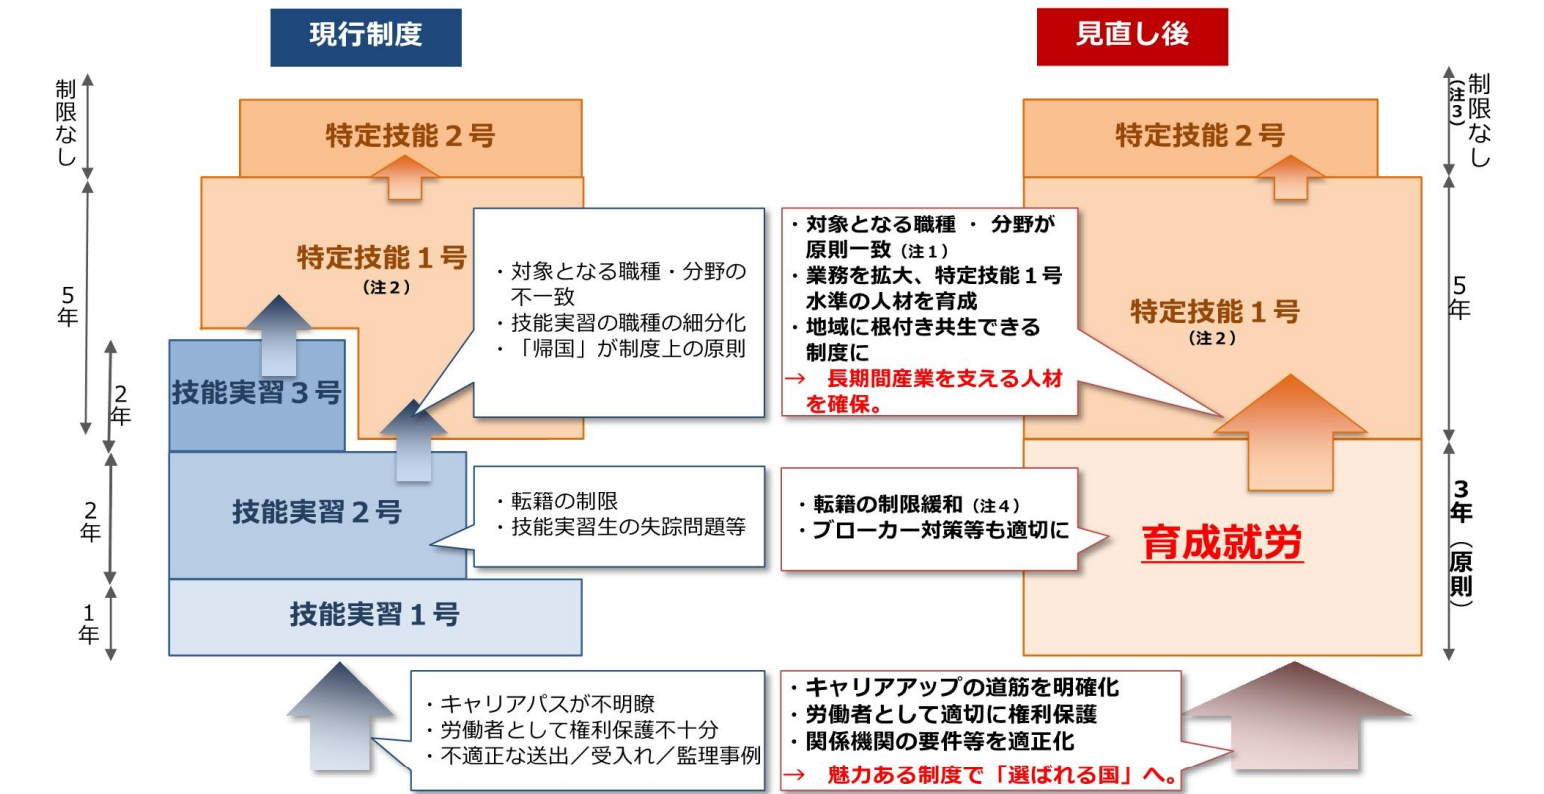 現行制度
制限なし
特定技能２号
特定技能１号
（注２）
5年
・対象となる職種・分野の
不一致
・技能実習の職種の細分化
・「帰国」が制度上の原則
技能実習３号
2年
技能実習２号
2年
・転籍の制限
・技能実習生の失踪問題等
技能実習１号
1年
・キャリアパスが不明瞭
・労働者として権利保護不十分
・不適正な送出／受入れ／監理事例
見直し後
制限なし
（注３）
特定技能２号
・対象となる職種 ・ 分野が
原則一致（注１）
・業務を拡大、特定技能１号
水準の人材を育成
・地域に根付き共生できる
制度に
→ 長期間産業を支える人材
を確保。
特定技能１号
（注２）
5年
・転籍の制限緩和（注４）
・ブローカー対策等も適切に
育成就労
3年（原則）
・キャリアアップの道筋を明確化
・労働者として適切に権利保護
・関係機関の要件等を適正化
→ 魅力ある制度で「選ばれる国」へ。